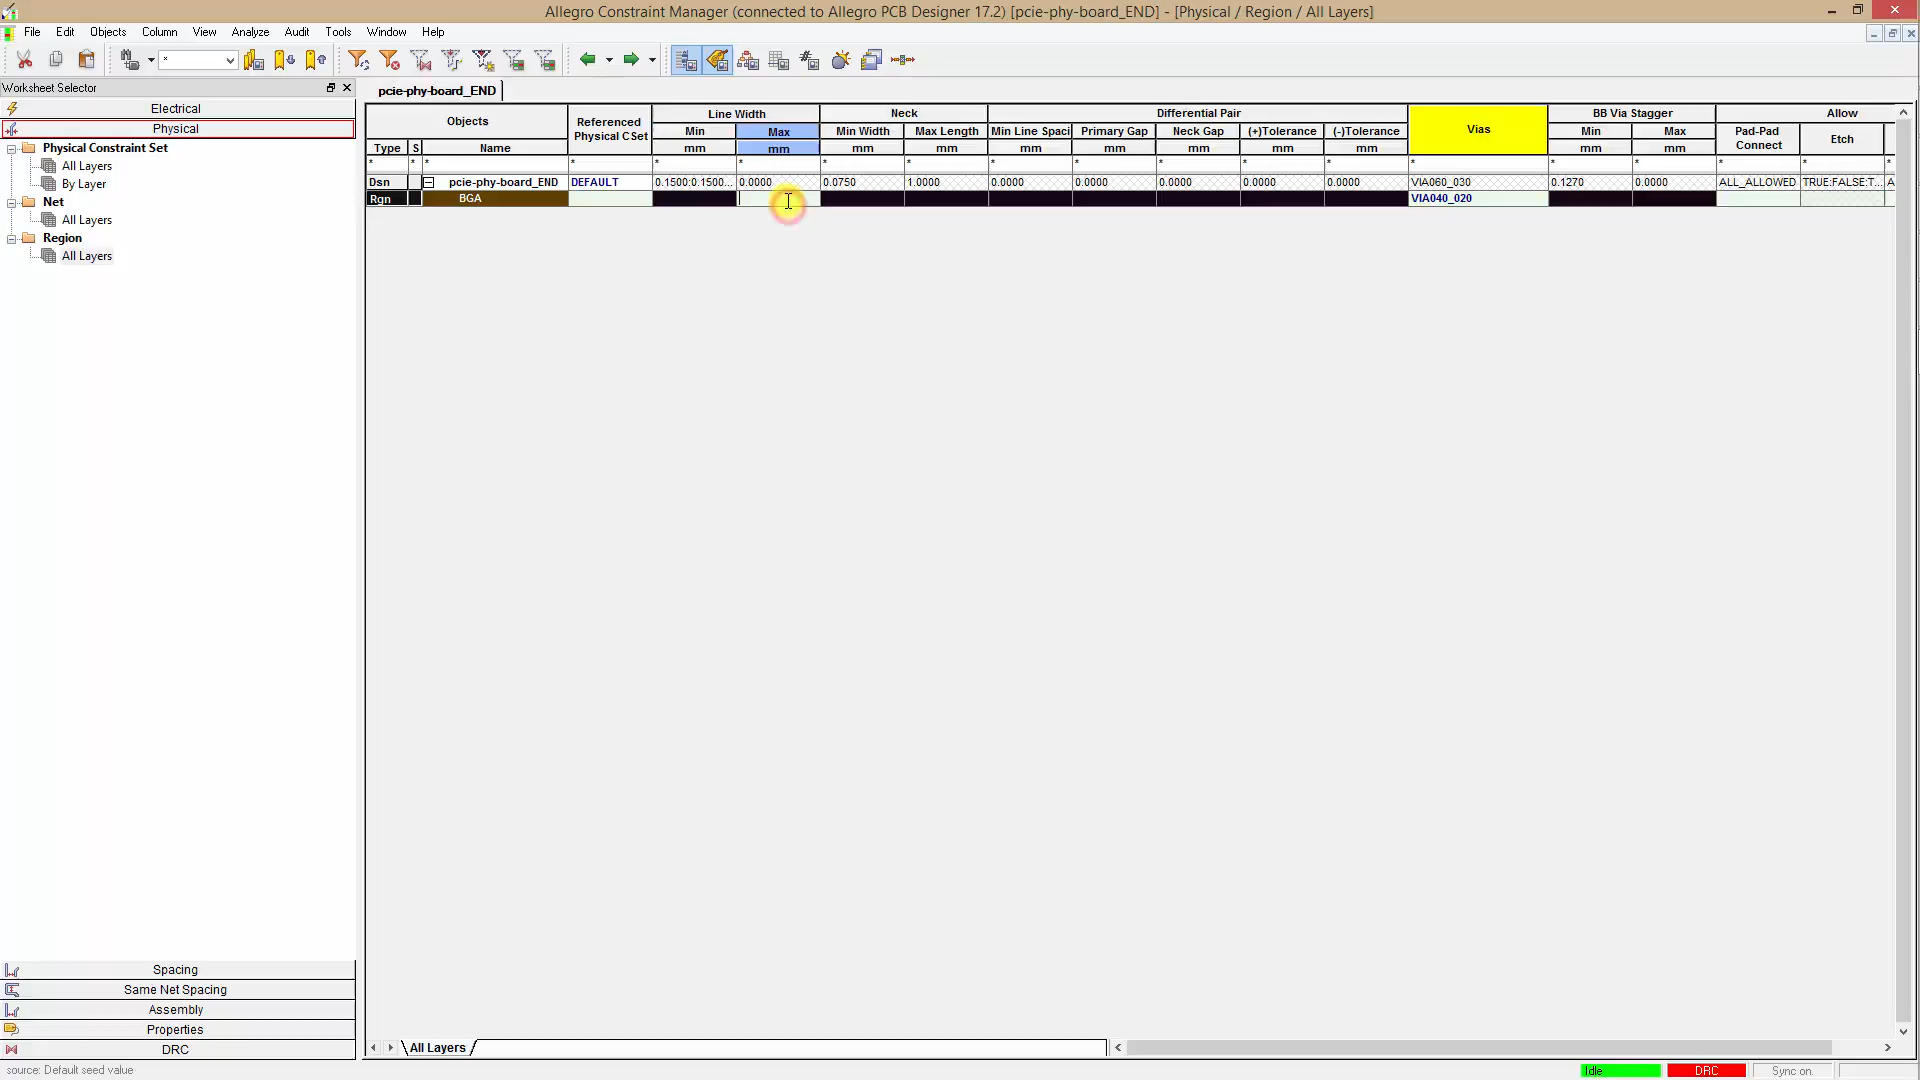 Allegro Constraint Manager (connected to Allegro PCB Designer 17.2) [pcie-phy-board_END] - [Physical / Region / All Layers]
File Edit Objects Column View Analyze Audit Tools Window Help
*
Worksheet Selector
Electrical
Physical
Physical Constraint Set
All Layers
By Layer
Net
All Layers
Region
All Layers
Spacing
Same Net Spacing
Assembly
Properties
DRC
pcie-phy-board_END
Objects Referenced Physical CSet Line Width Neck Differential Pair Vias BB Via Stagger Allow
Min Max Min Width Max Length Min Line Spaci Primary Gap Neck Gap (+)Tolerance (-)Tolerance Min Max Pad-Pad Connect Etch
Type S Name mm mm mm mm mm mm mm mm mm mm mm
* * * * * * * * * * * * * * * * * *
Dsn pcie-phy-board_END DEFAULT 0.1500:0.1500... 0.0000 0.0750 1.0000 0.0000 0.0000 0.0000 0.0000 0.0000 VIA060_030 0.1270 0.0000 ALL_ALLOWED TRUE:FALSE:T... A
Rgn BGA VIA040_020
All Layers
source: Default seed value
Idle DRC Sync on